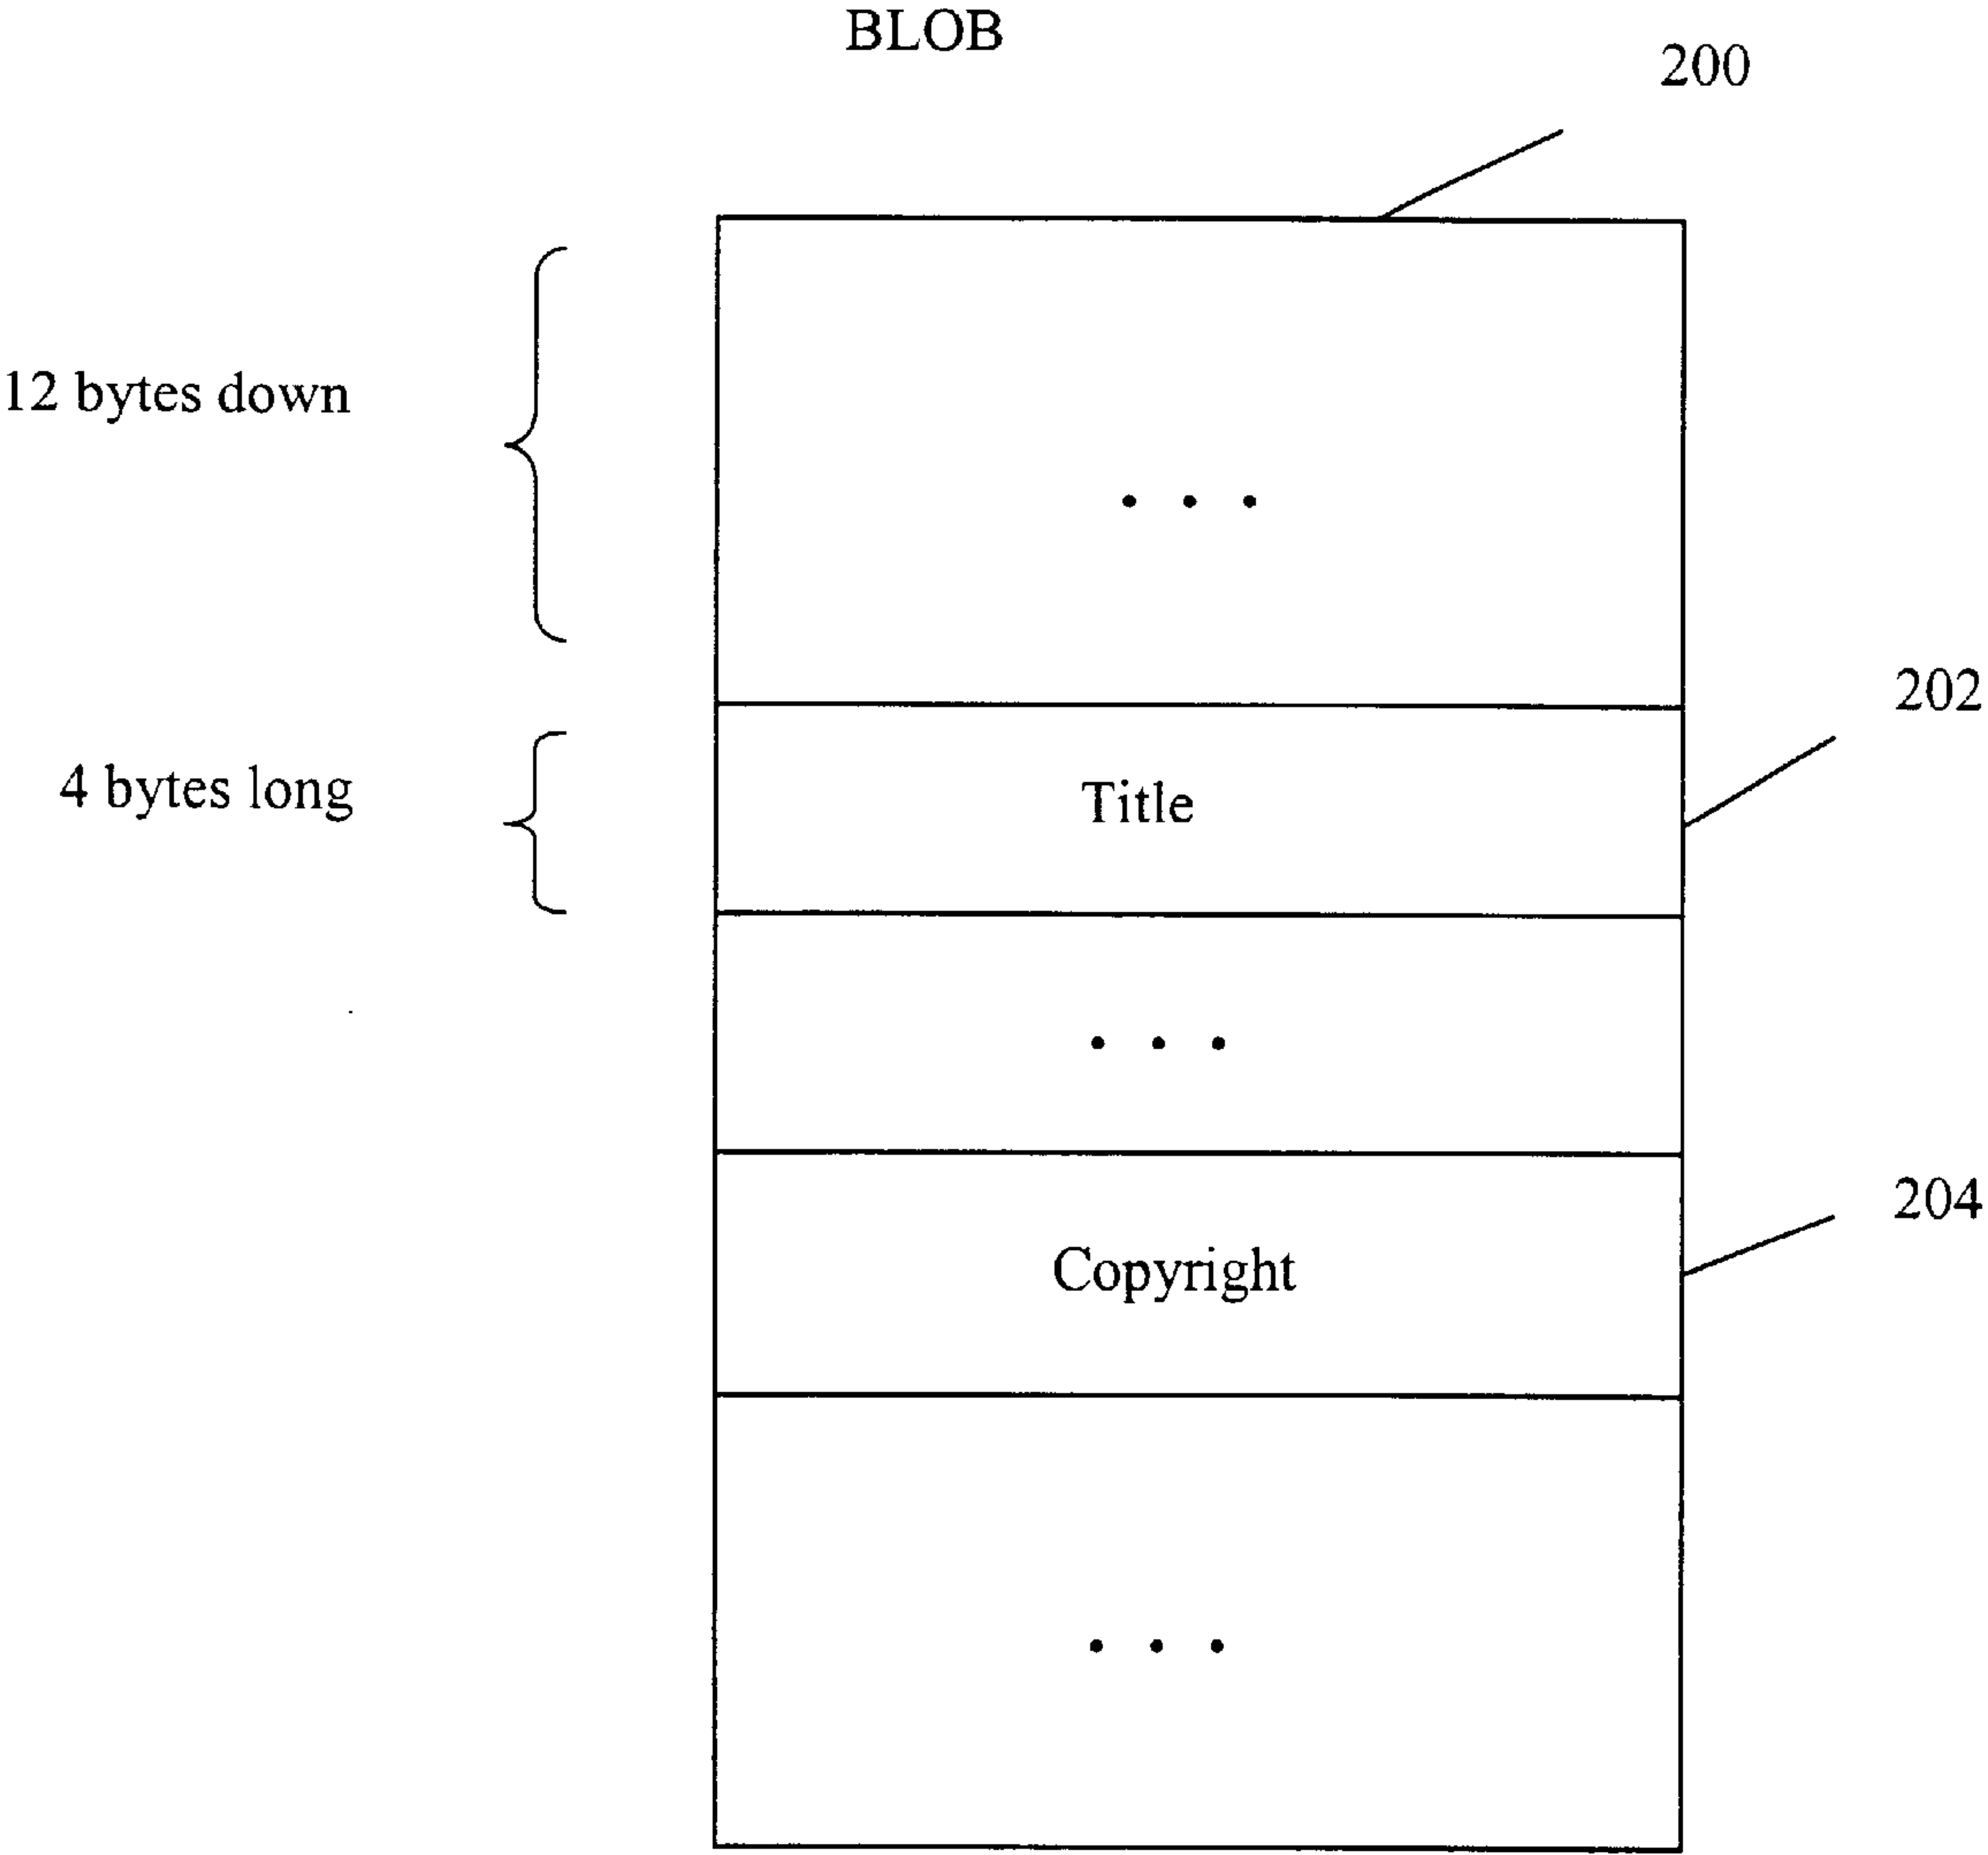 BLOB
200
12 bytes down
. . .
202
4 bytes long
Title
. . .
204
Copyright
. . .